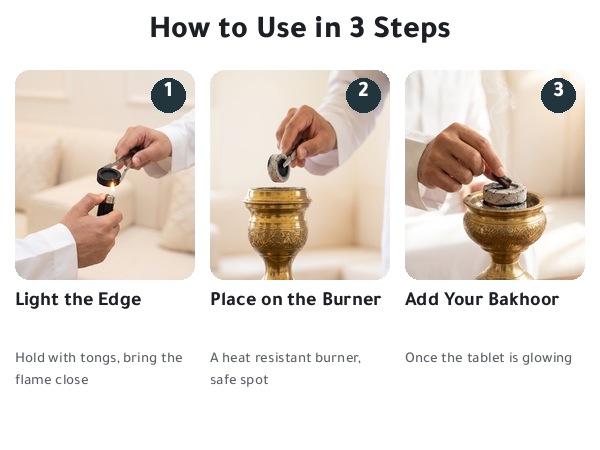 How to Use in 3 Steps
1
2
3
Light the Edge
Hold with tongs, bring the
flame close
Place on the Burner
A heat resistant burner,
safe spot
Add Your Bakhoor
Once the tablet is glowing